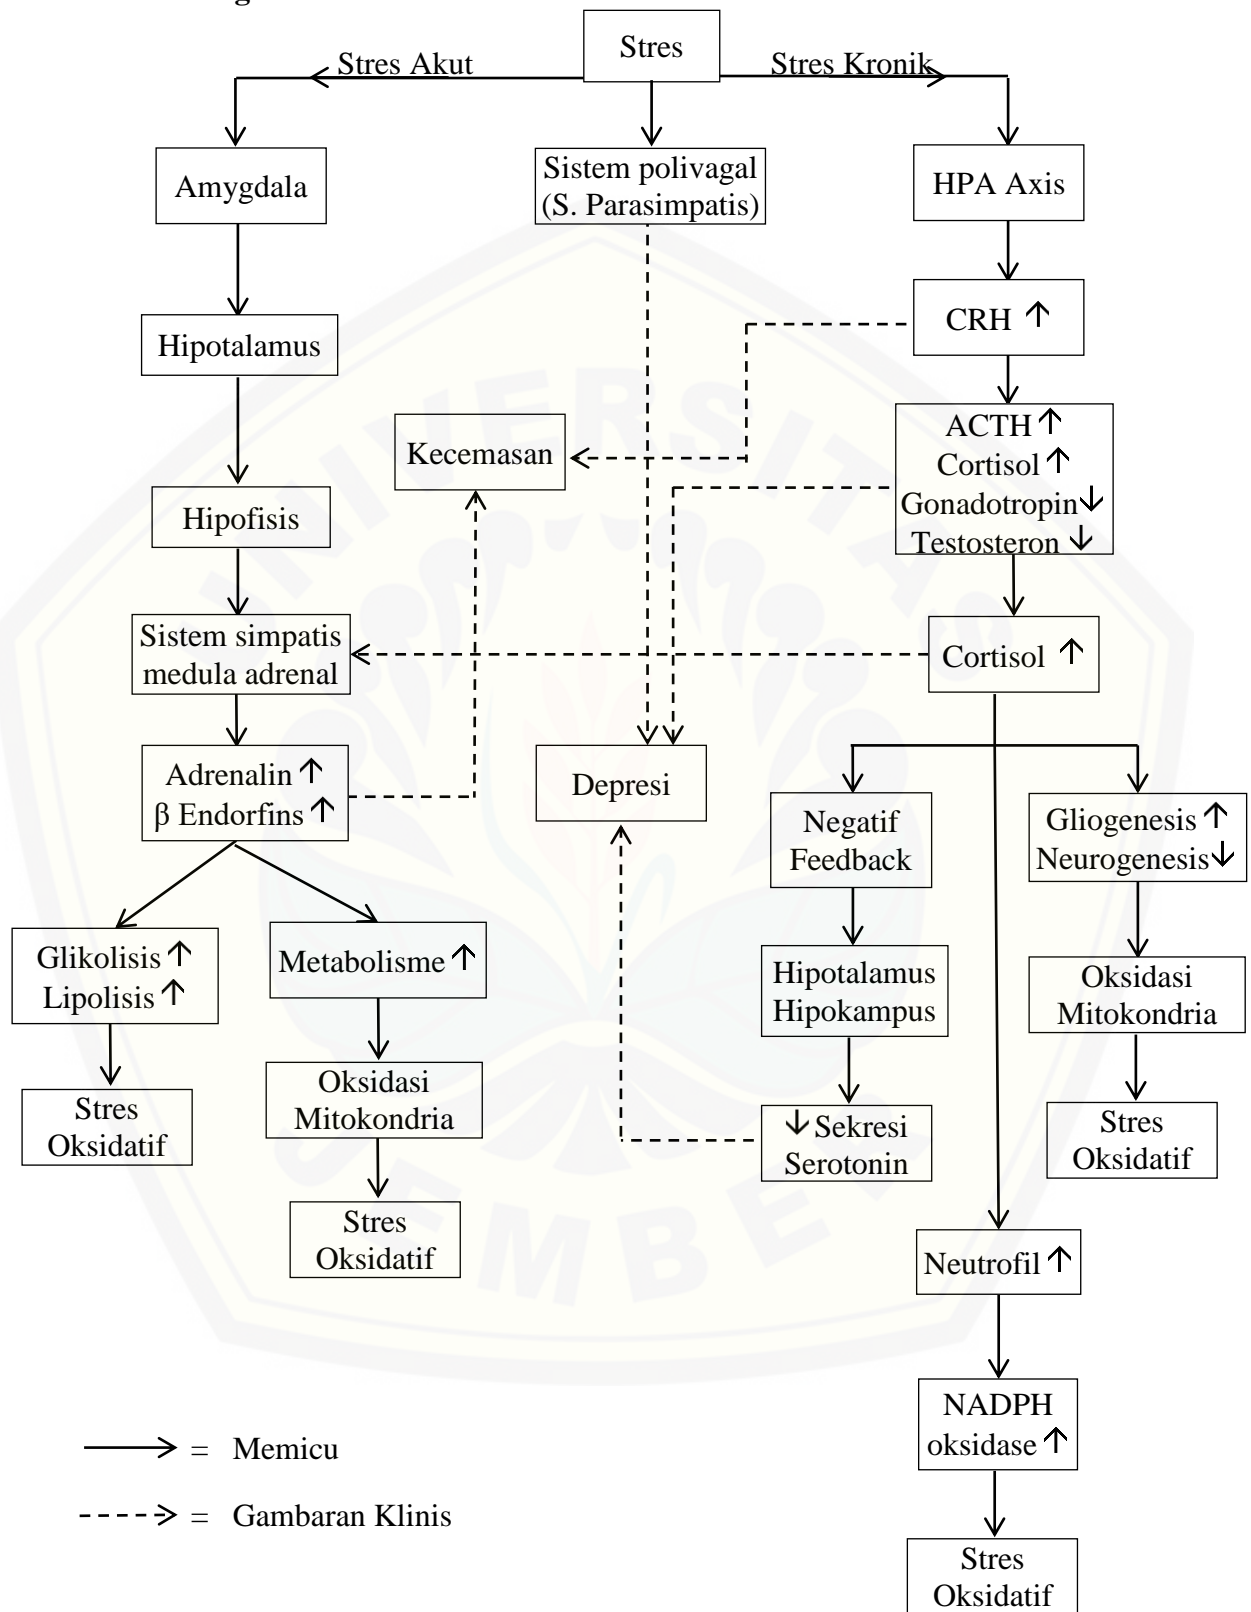 Stres
Stres Akut
Stres Kronik
Amygdala
Sistem polivagal
(S. Parasimpatis)
HPA Axis
Hipotalamus
CRH ↑
Kecemasan
ACTH ↑
Cortisol ↑
Gonadotropin ↓
Testosteron ↓
Hipofisis
Sistem simpatis
medula adrenal
Cortisol ↑
Adrenalin ↑
β Endorfins ↑
Depresi
Negatif
Feedback
Gliogenesis ↑
Neurogenesis ↓
Glikolisis ↑
Lipolisis ↑
Metabolisme ↑
Hipotalamus
Hipokampus
Oksidasi
Mitokondria
Stres
Oksidatif
Oksidasi
Mitokondria
↓ Sekresi
Serotonin
Stres
Oksidatif
Stres
Oksidatif
Neutrofil ↑
NADPH
oksidase ↑
Stres
Oksidatif
= Memicu
= Gambaran Klinis
UNIVERSITAS
JEMBER